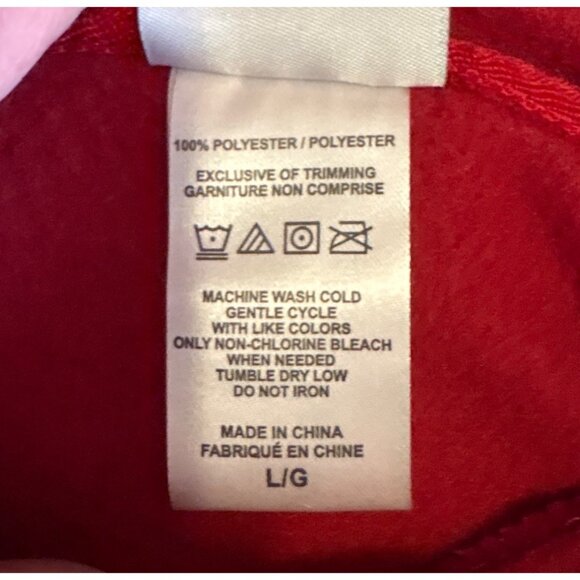 100% POLYESTER / POLYESTER
EXCLUSIVE OF TRIMMING
GARNITURE NON COMPRISE
MACHINE WASH COLD
GENTLE CYCLE
WITH LIKE COLORS
ONLY NON-CHLORINE BLEACH
WHEN NEEDED
TUMBLE DRY LOW
DO NOT IRON
MADE IN CHINA
FABRIQUÉ EN CHINE
L/G